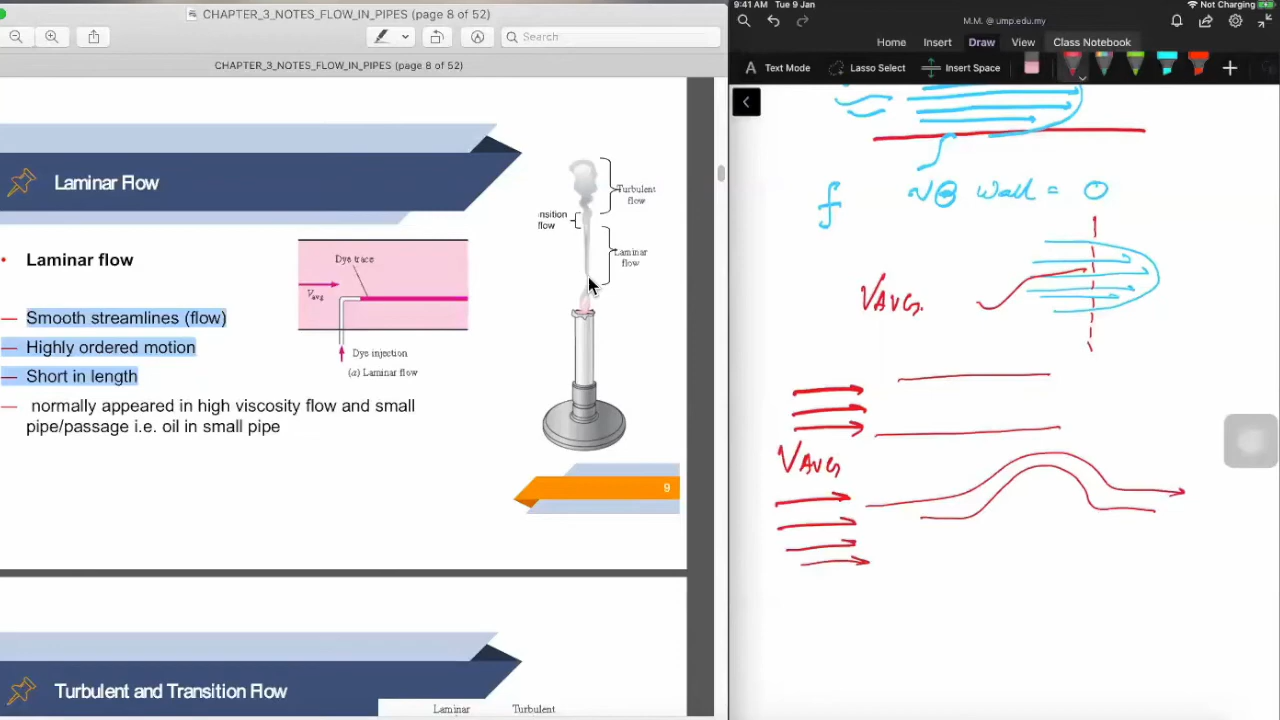 CHAPTER_3_NOTES_FLOW_IN_PIPES (page 8 of 52)
Search
CHAPTER_3_NOTES_FLOW_IN_PIPES (page 8 of 52)
Laminar Flow
• Laminar flow
— Smooth streamlines (flow)
— Highly ordered motion
— Short in length
— normally appeared in high viscosity flow and small
pipe/passage i.e. oil in small pipe
Dye trace
Vavg
Dye injection
(a) Laminar flow
Turbulent
flow
nsition
flow
Laminar
flow
9
Turbulent and Transition Flow
Laminar Turbulent
9:41 AM Tue 9 Jan
Not Charging
M.M. @ ump.edu.my
Home Insert Draw View Class Notebook
A Text Mode Lasso Select Insert Space
f
V@ wall = 0
VAVG.
VAVG